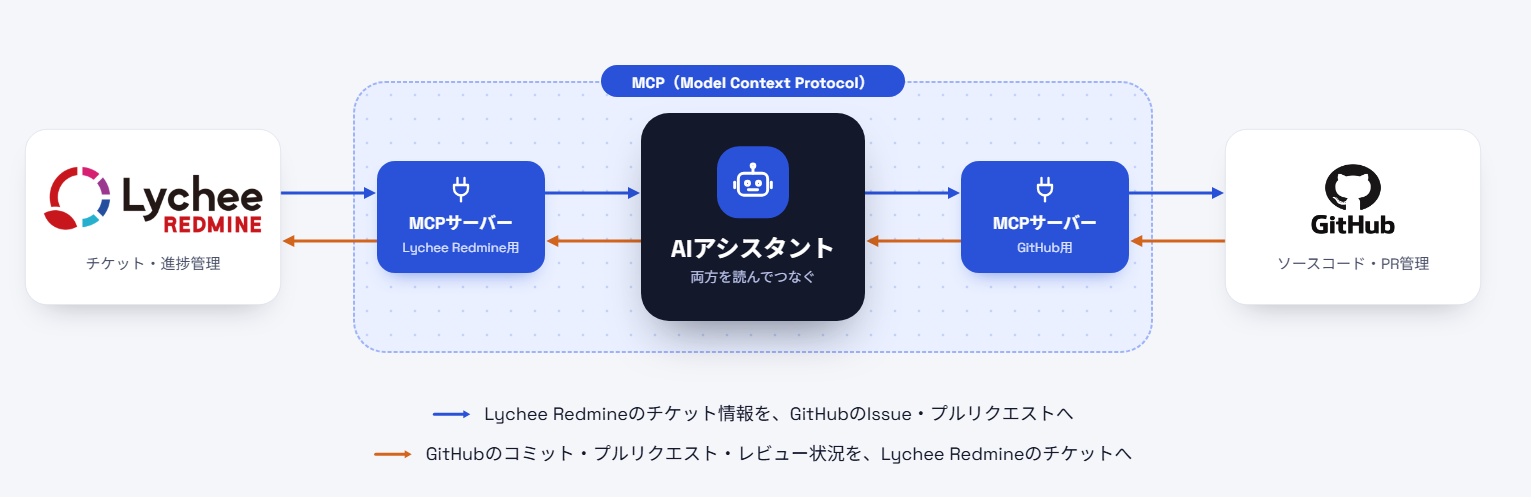 MCP（Model Context Protocol）
Lychee
REDMINE
チケット・進捗管理
MCPサーバー
Lychee Redmine用
AIアシスタント
両方を読んでつなぐ
MCPサーバー
GitHub用
GitHub
ソースコード・PR管理
Lychee Redmineのチケット情報を、GitHubのIssue・プルリクエストへ
GitHubのコミット・プルリクエスト・レビュー状況を、Lychee Redmineのチケットへ